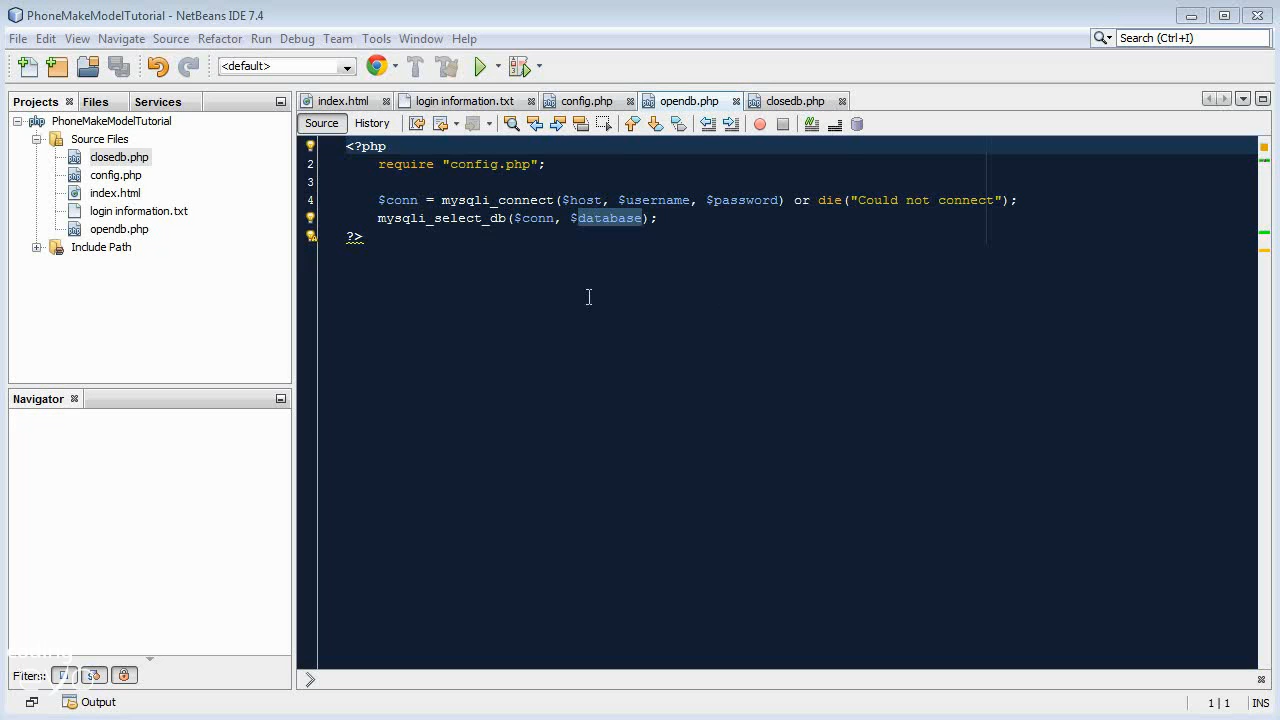 PhoneMakeModelTutorial - NetBeans IDE 7.4
File Edit View Navigate Source Refactor Run Debug Team Tools Window Help
Search (Ctrl+I)
<default>
Projects Files Services
index.html login information.txt config.php opendb.php closedb.php
Source History
PhoneMakeModelTutorial
Source Files
closedb.php
config.php
index.html
login information.txt
opendb.php
Include Path
<?php
2 require "config.php";
3
4 $conn = mysqli_connect($host, $username, $password) or die("Could not connect");
mysqli_select_db($conn, $database);
?>
Navigator
Filters:
Output
1 | 1 INS